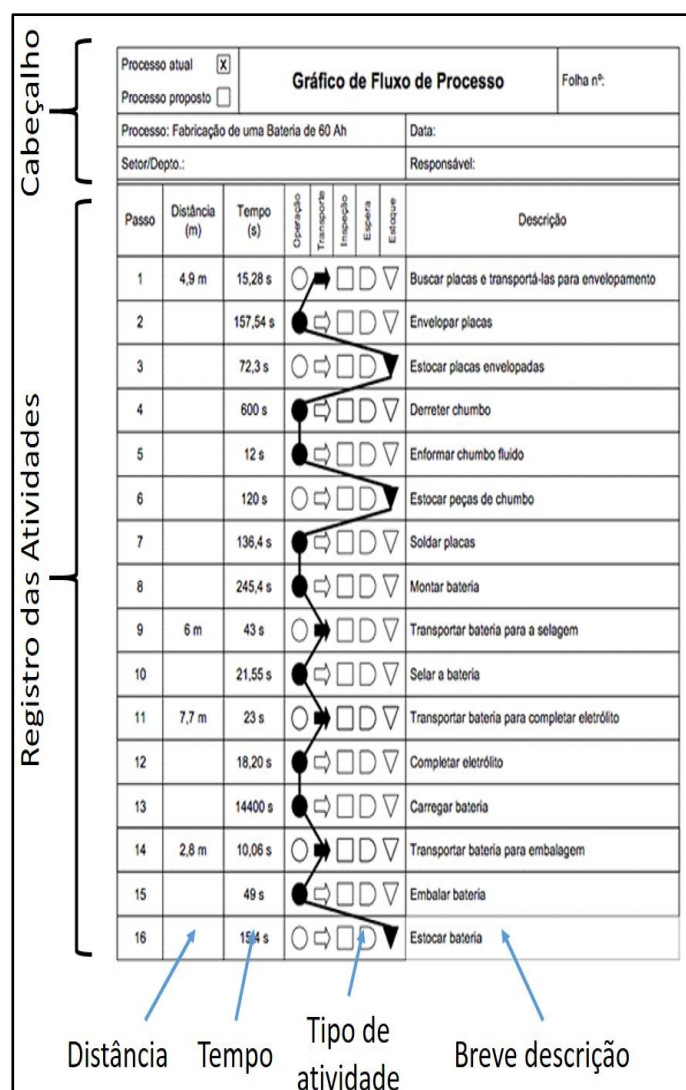 Cabeçalho
Processo atual X
Processo proposto
Gráfico de Fluxo de Processo
Folha nº:
Processo: Fabricação de uma Bateria de 60 Ah
Data:
Setor/Depto.:
Responsável:
Registro das Atividades
Passo Distância (m) Tempo (s) Operação Transporte Inspeção Espera Estoque Descrição
1 4,9 m 15,28 s Buscar placas e transportá-las para envelopamento
2 157,54 s Envelopar placas
3 72,3 s Estocar placas envelopadas
4 600 s Derreter chumbo
5 12 s Enformar chumbo fluido
6 120 s Estocar peças de chumbo
7 136,4 s Soldar placas
8 245,4 s Montar bateria
9 6 m 43 s Transportar bateria para a selagem
10 21,55 s Selar a bateria
11 7,7 m 23 s Transportar bateria para completar eletrólito
12 18,20 s Completar eletrólito
13 14400 s Carregar bateria
14 2,8 m 10,06 s Transportar bateria para embalagem
15 49 s Embalar bateria
16 15,4 s Estocar bateria
Distância Tempo Tipo de atividade Breve descrição